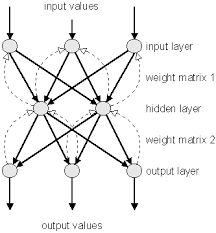 input values
input layer
weight matrix 1
hidden layer
weight matrix 2
output layer
output values